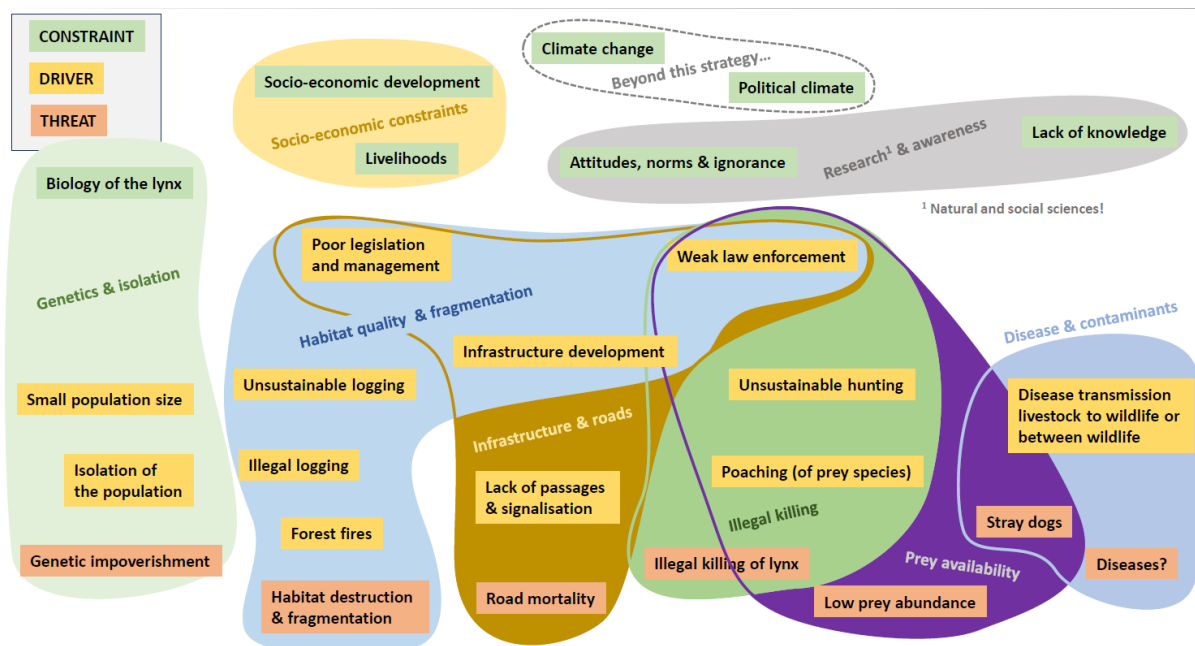 CONSTRAINT
DRIVER
THREAT
Climate change
Beyond this strategy...
Political climate
Socio-economic development
Socio-economic constraints
Livelihoods
Lack of knowledge
Research¹ & awareness
Attitudes, norms & ignorance
¹ Natural and social sciences!
Biology of the lynx
Genetics & isolation
Small population size
Isolation of
the population
Genetic impoverishment
Poor legislation
and management
Habitat quality & fragmentation
Unsustainable logging
Illegal logging
Forest fires
Habitat destruction
& fragmentation
Weak law enforcement
Infrastructure development
Infrastructure & roads
Lack of passages
& signalisation
Road mortality
Unsustainable hunting
Poaching (of prey species)
Illegal killing
Illegal killing of lynx
Disease & contaminants
Disease transmission
livestock to wildlife or
between wildlife
Stray dogs
Prey availability
Diseases?
Low prey abundance